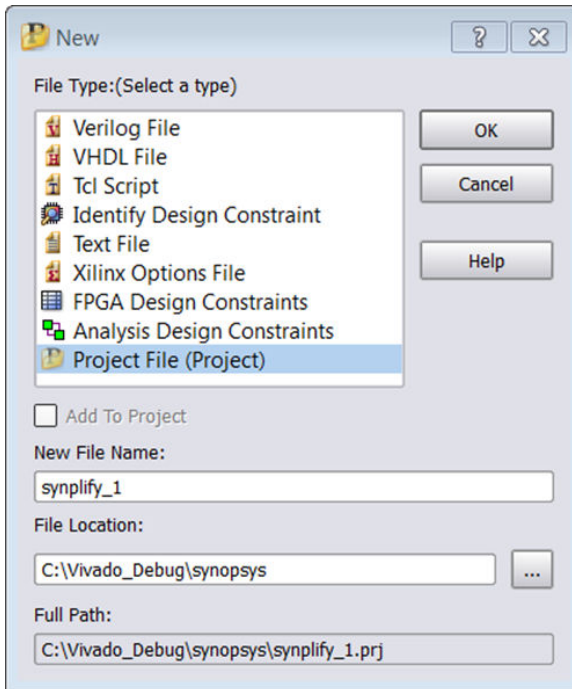 New
File Type:(Select a type)
Verilog File
VHDL File
Tcl Script
Identify Design Constraint
Text File
Xilinx Options File
FPGA Design Constraints
Analysis Design Constraints
Project File (Project)
OK
Cancel
Help
Add To Project
New File Name:
synplify_1
File Location:
C:\Vivado_Debug\synopsys
...
Full Path:
C:\Vivado_Debug\synopsys\synplify_1.prj